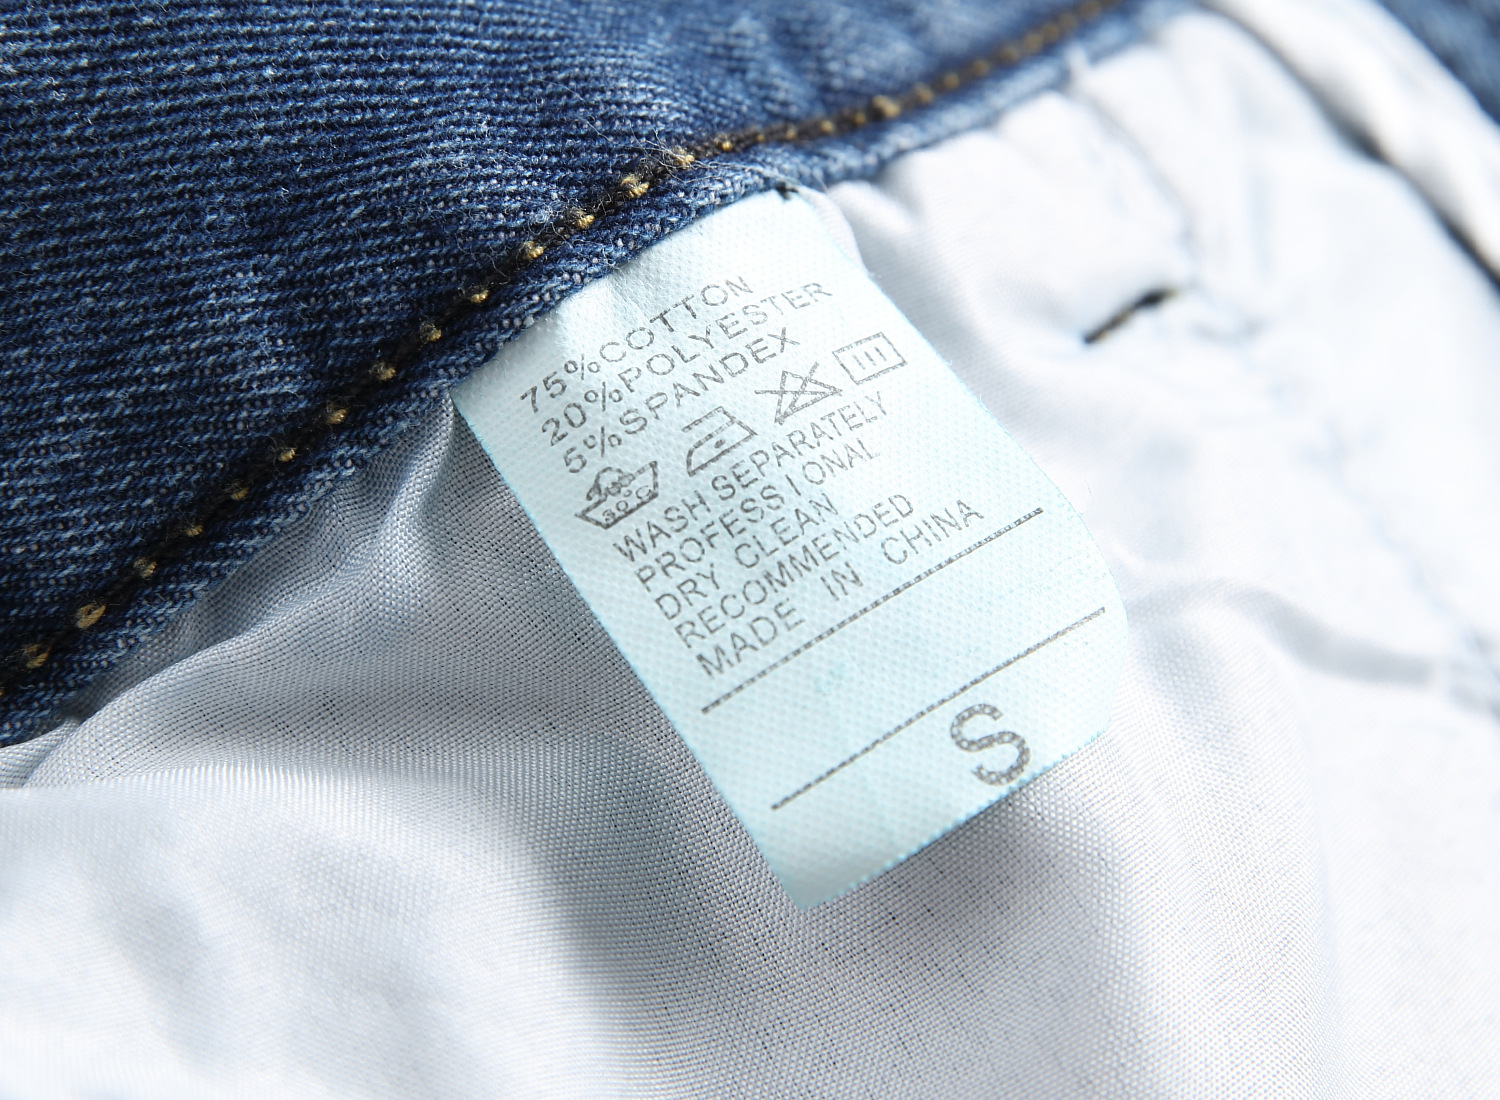 75%COTTON
20%POLYESTER
5%SPANDEX
WASH SEPARATELY
PROFESSIONAL
DRY CLEAN
RECOMMENDED
MADE IN CHINA
S